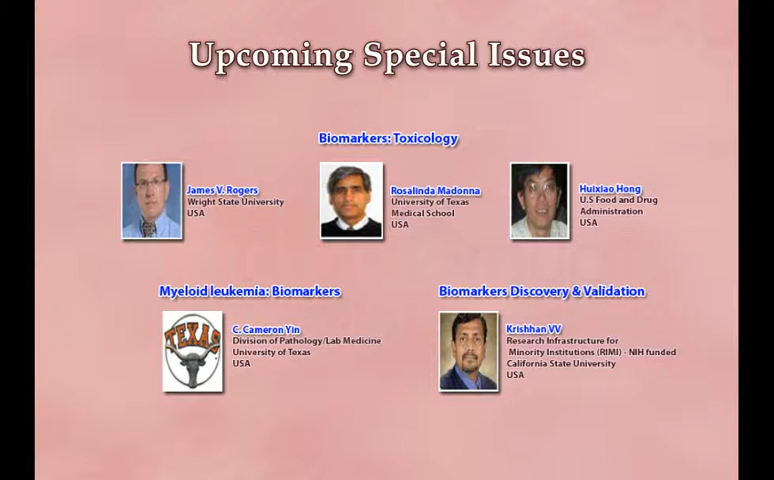 Upcoming Special Issues
Biomarkers: Toxicology
James V. Rogers
Wright State University
USA
Rosalinda Madonna
University of Texas
Medical School
USA
Huixiao Hong
U.S Food and Drug
Administration
USA
Myeloid leukemia: Biomarkers
TEXAS
C. Cameron Yin
Division of Pathology/Lab Medicine
University of Texas
USA
Biomarkers Discovery & Validation
Krishhan VV
Research Infrastructure for
Minority Institutions (RIMI) - NIH funded
California State University
USA